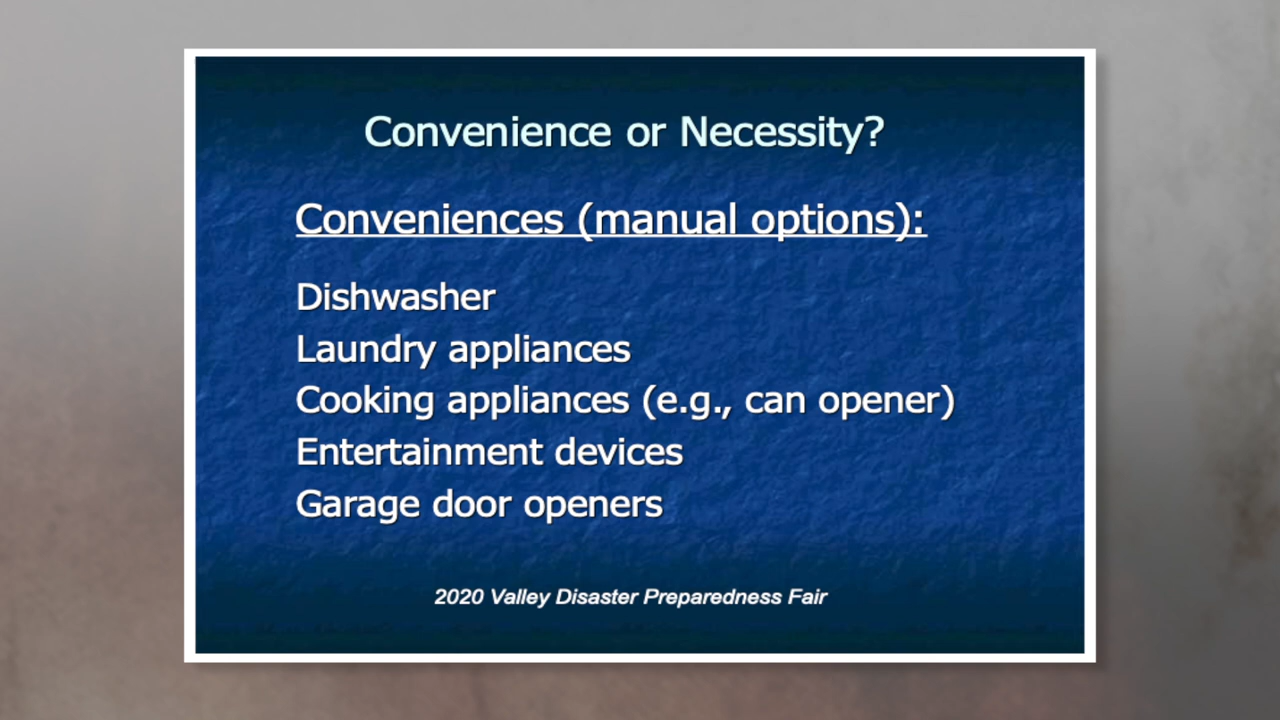 Convenience or Necessity?
Conveniences (manual options):
Dishwasher
Laundry appliances
Cooking appliances (e.g., can opener)
Entertainment devices
Garage door openers
2020 Valley Disaster Preparedness Fair